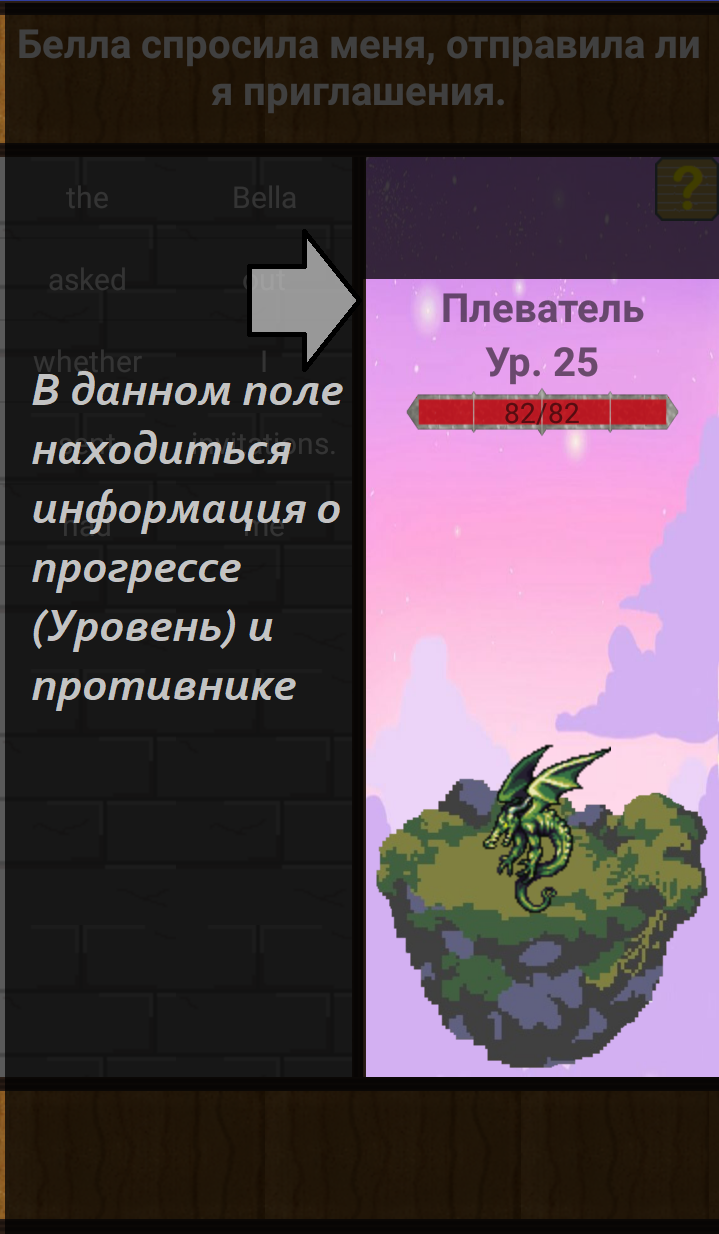 Белла спросила меня, отправила ли
я приглашения.
the Bella
asked out
whether I
sent invitations.
had me
В данном поле
находиться
информация о
прогрессе
(Уровень) и
противнике
?
Плеватель
Ур. 25
82/82